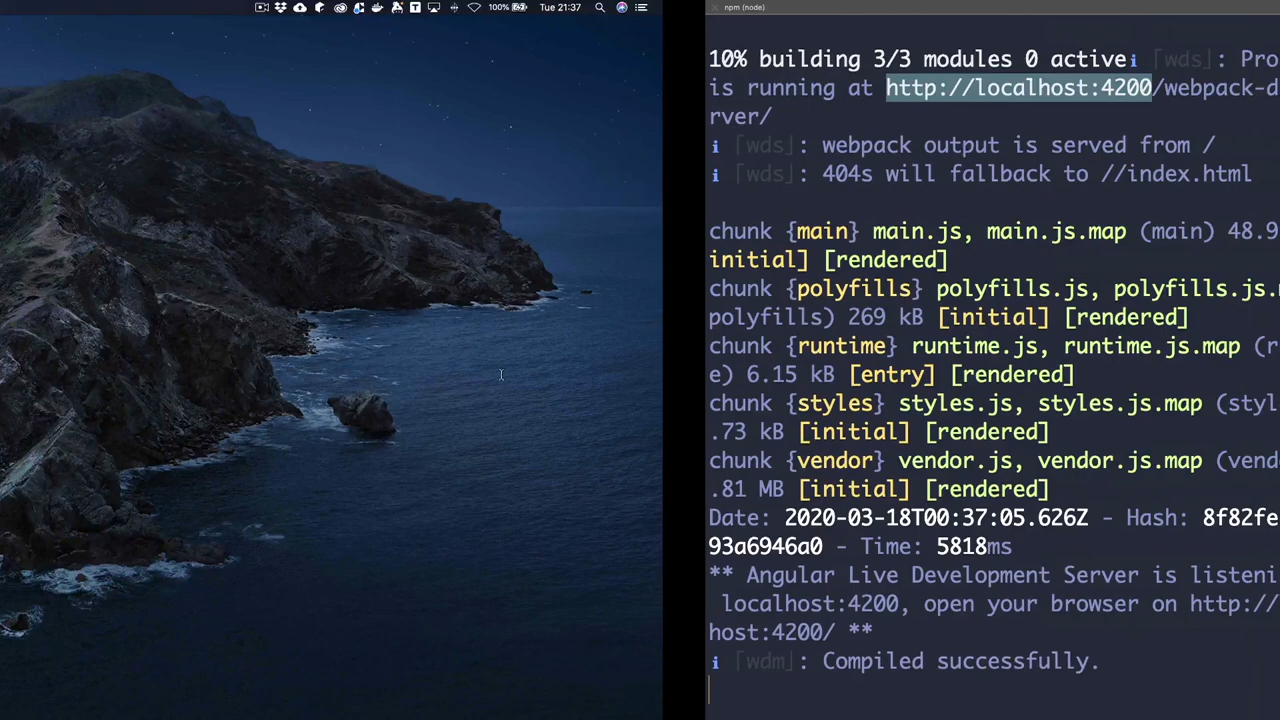 100% Tue 21:37
npm (node)
10% building 3/3 modules 0 active ℹ ｢wds｣: Pro
is running at http://localhost:4200/webpack-d
rver/
ℹ ｢wds｣: webpack output is served from /
ℹ ｢wds｣: 404s will fallback to //index.html
chunk {main} main.js, main.js.map (main) 48.9
initial] [rendered]
chunk {polyfills} polyfills.js, polyfills.js.m
polyfills) 269 kB [initial] [rendered]
chunk {runtime} runtime.js, runtime.js.map (r
e) 6.15 kB [entry] [rendered]
chunk {styles} styles.js, styles.js.map (styl
.73 kB [initial] [rendered]
chunk {vendor} vendor.js, vendor.js.map (vend
.81 MB [initial] [rendered]
Date: 2020-03-18T00:37:05.626Z - Hash: 8f82fe
93a6946a0 - Time: 5818ms
** Angular Live Development Server is listeni
localhost:4200, open your browser on http://
host:4200/ **
ℹ ｢wdm｣: Compiled successfully.